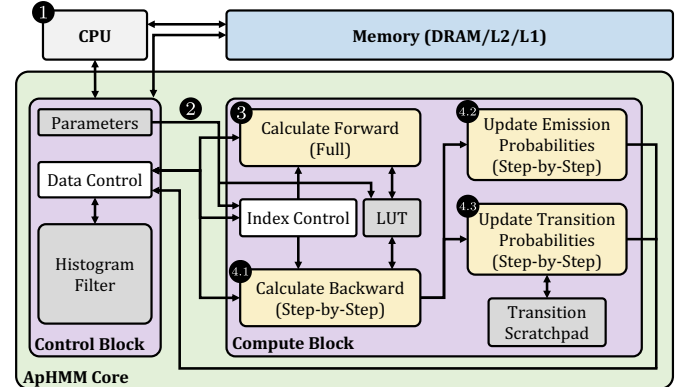 1
CPU
Memory (DRAM/L2/L1)
Parameters
2
3
Calculate Forward
(Full)
4.2
Update Emission
Probabilities
(Step-by-Step)
Data Control
Index Control
LUT
4.3
Update Transition
Probabilities
(Step-by-Step)
Histogram
Filter
4.1
Calculate Backward
(Step-by-Step)
Transition
Scratchpad
Control Block
Compute Block
ApHMM Core